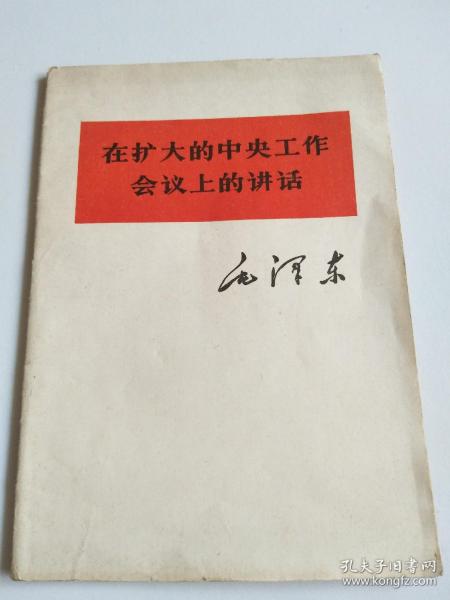 在扩大的中央工作
会议上的讲话
毛泽东
孔夫子旧书网
www.kongfz.com